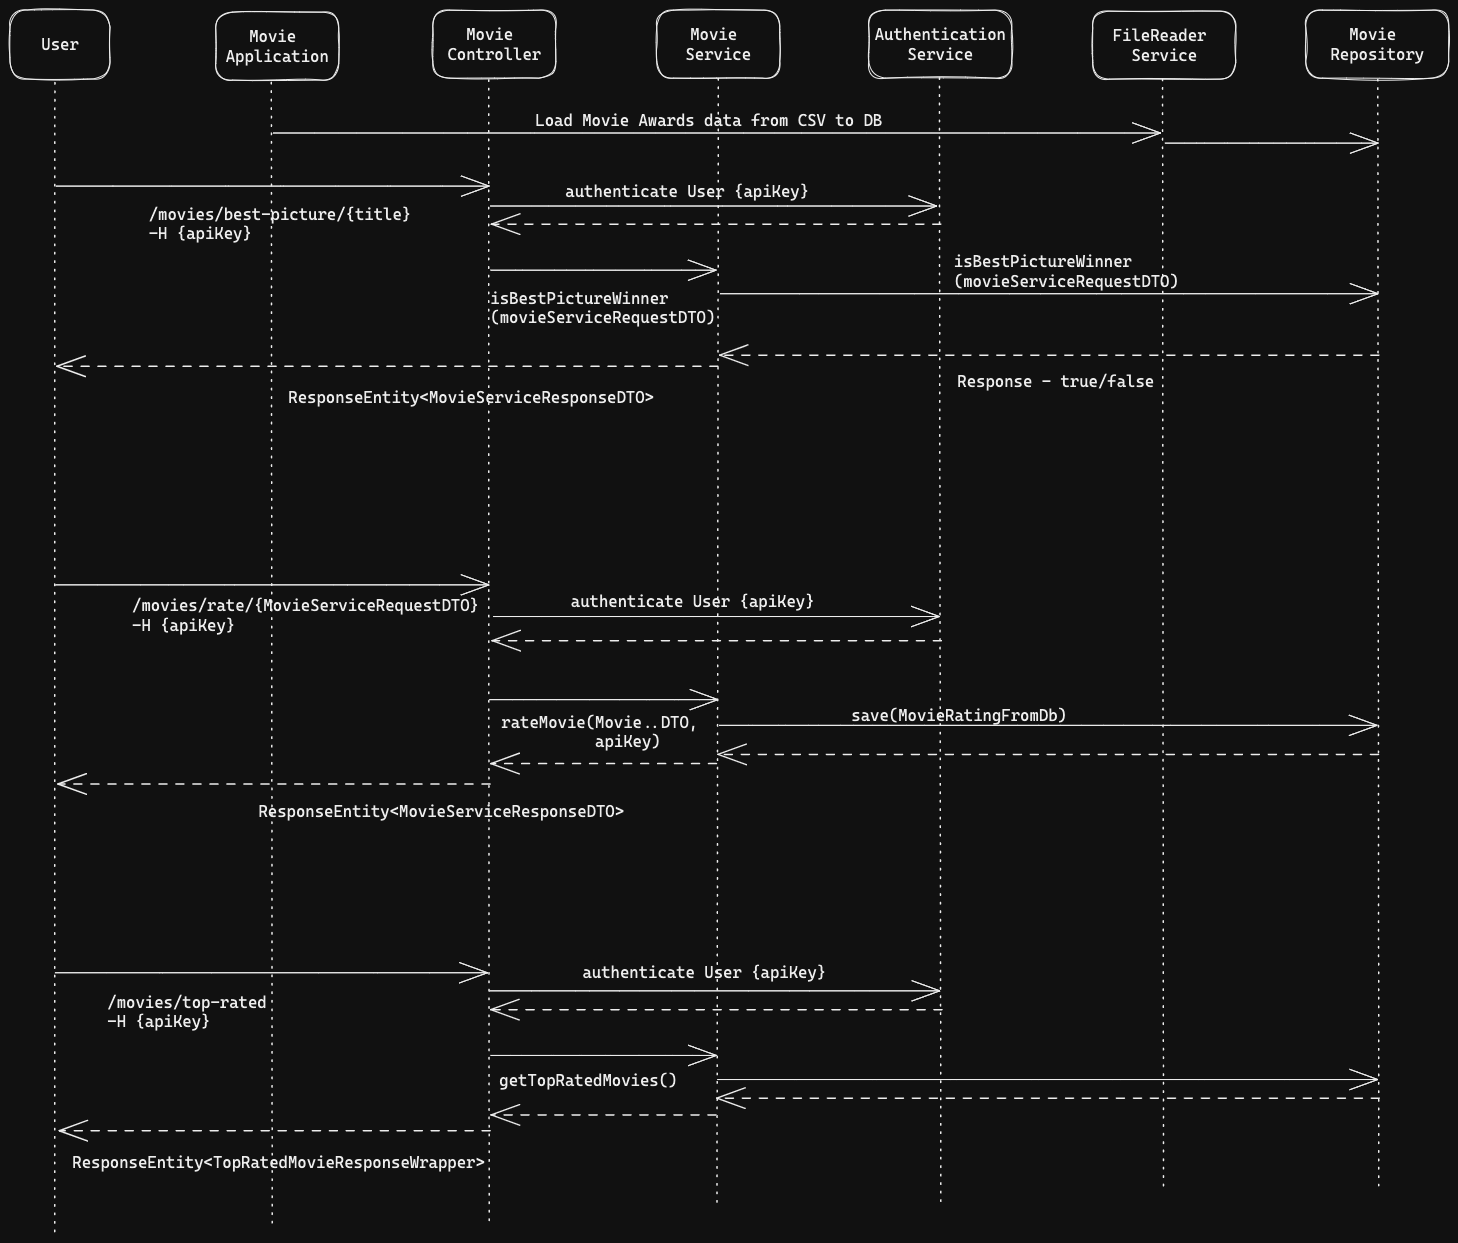 User
Movie
Application
Movie
Controller
Movie
Service
Authentication
Service
FileReader
Service
Movie
Repository
Load Movie Awards data from CSV to DB
authenticate User {apiKey}
/movies/best-picture/{title}
-H {apiKey}
isBestPictureWinner
(movieServiceRequestDTO)
isBestPictureWinner
(movieServiceRequestDTO)
Response - true/false
ResponseEntity<MovieServiceResponseDTO>
/movies/rate/{MovieServiceRequestDTO}
-H {apiKey}
authenticate User {apiKey}
rateMovie(Movie..DTO,
apiKey)
save(MovieRatingFromDb)
ResponseEntity<MovieServiceResponseDTO>
authenticate User {apiKey}
/movies/top-rated
-H {apiKey}
getTopRatedMovies()
ResponseEntity<TopRatedMovieResponseWrapper>